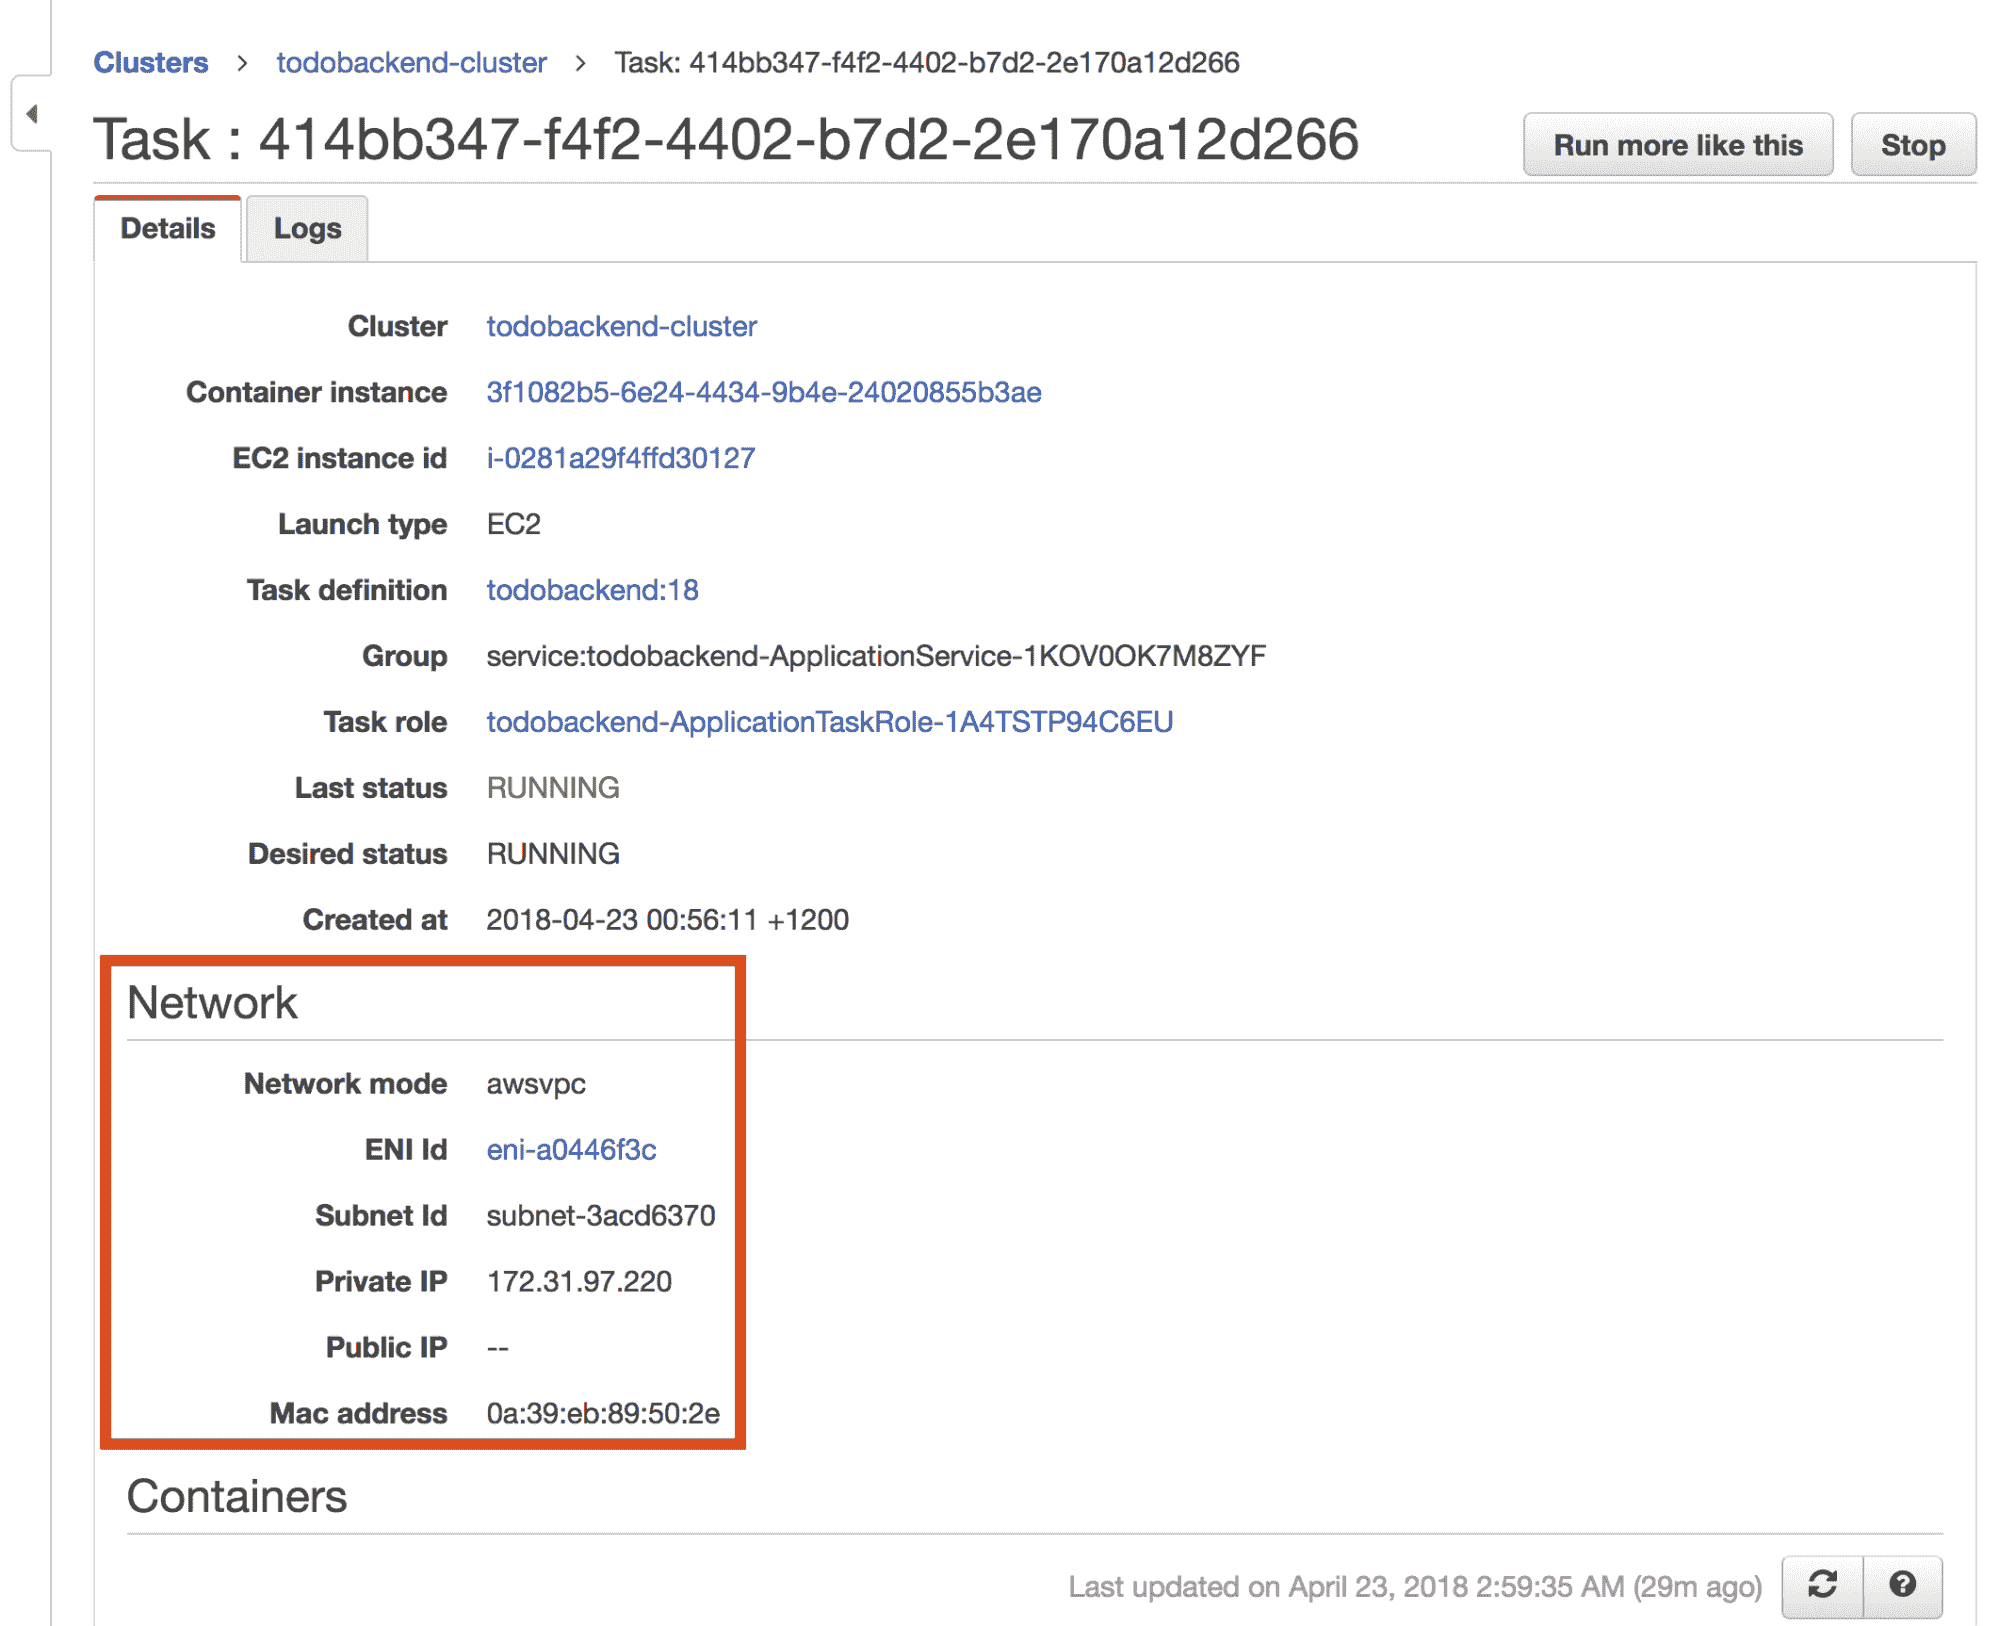 Clusters > todobackend-cluster > Task: 414bb347-f4f2-4402-b7d2-2e170a12d266
Task : 414bb347-f4f2-4402-b7d2-2e170a12d266
Run more like this
Stop
Details
Logs
Cluster todobackend-cluster
Container instance 3f1082b5-6e24-4434-9b4e-24020855b3ae
EC2 instance id i-0281a29f4ffd30127
Launch type EC2
Task definition todobackend:18
Group service:todobackend-ApplicationService-1KOV0OK7M8ZYF
Task role todobackend-ApplicationTaskRole-1A4TSTP94C6EU
Last status RUNNING
Desired status RUNNING
Created at 2018-04-23 00:56:11 +1200
Network
Network mode awsvpc
ENI Id eni-a0446f3c
Subnet Id subnet-3acd6370
Private IP 172.31.97.220
Public IP --
Mac address 0a:39:eb:89:50:2e
Containers
Last updated on April 23, 2018 2:59:35 AM (29m ago)